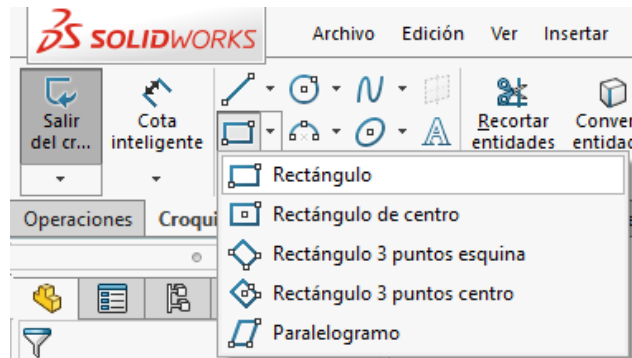 SOLIDWORKS
Archivo Edición Ver Insertar
Salir del cr...
Cota inteligente
Recortar entidades
Conver entidad
Rectángulo
Rectángulo de centro
Rectángulo 3 puntos esquina
Rectángulo 3 puntos centro
Paralelogramo
Operaciones Croqui